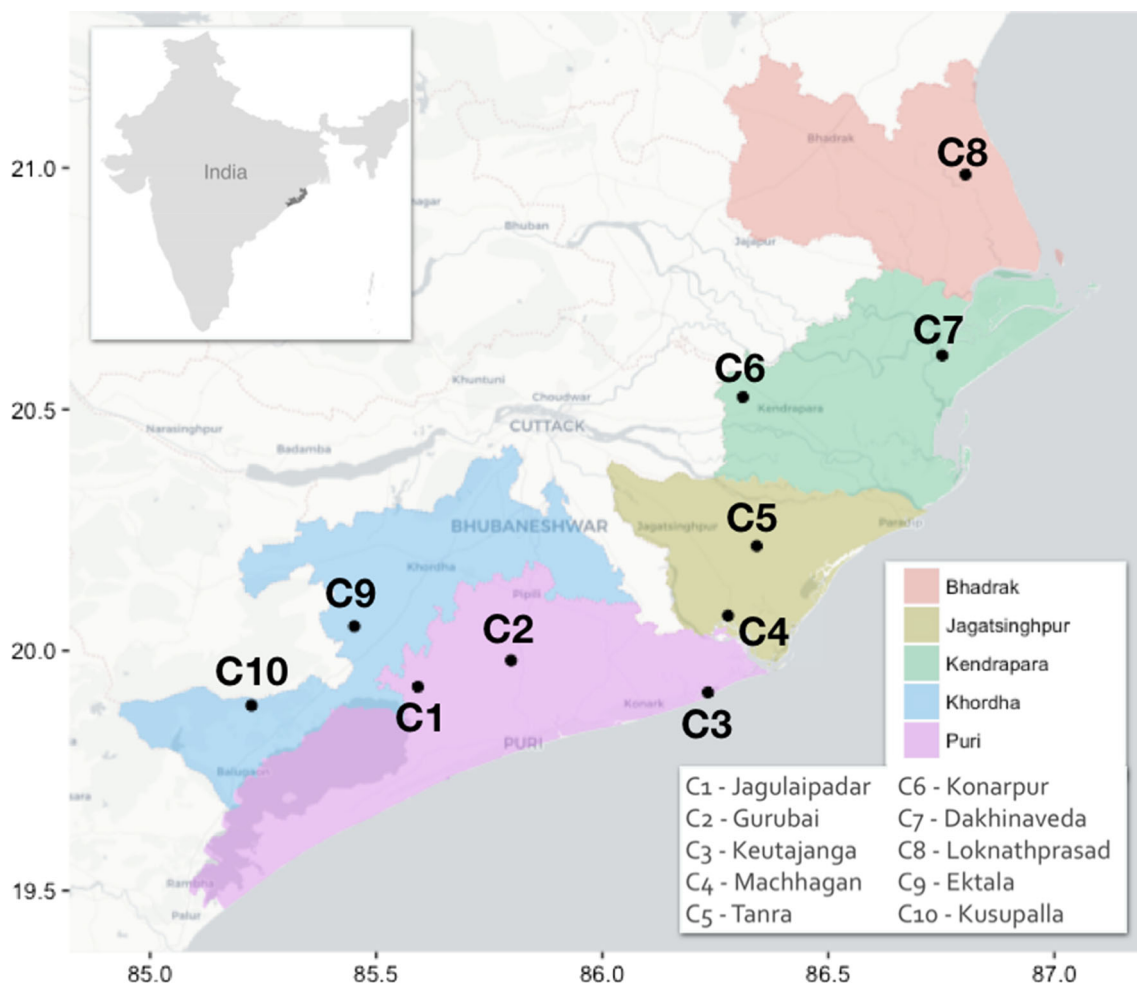 India
21.0
20.5
20.0
19.5
85.0
85.5
86.0
86.5
87.0
Bhadrak
C8
Bhuban
Jajapur
C7
C6
Kendrapara
Khuntuni
Choudwar
CUTTACK
Narasinghpur
Badamba
BHUBANESHWAR
Jagatsinghpur
C5
Paradip
Khordha
C9
Pipili
C2
C4
C10
C1
Konark
C3
PURI
Balugaon
Rambha
Palur
Bhadrak
Jagatsinghpur
Kendrapara
Khordha
Puri
C1 - Jagulaipadar
C2 - Gurubai
C3 - Keutajanga
C4 - Machhagan
C5 - Tanra
C6 - Konarpur
C7 - Dakhinaveda
C8 - Loknathprasad
C9 - Ektala
C10 - Kusupalla